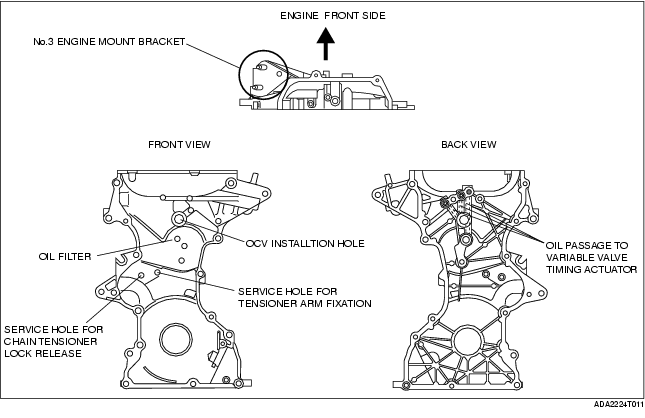 ENGINE FRONT SIDE
No.3 ENGINE MOUNT BRACKET
FRONT VIEW
BACK VIEW
OCV INSTALLTION HOLE
OIL FILTER
OIL PASSAGE TO
VARIABLE VALVE
TIMING ACTUATOR
SERVICE HOLE FOR
TENSIONER ARM FIXATION
SERVICE HOLE FOR
CHAIN TENSIONER
LOCK RELEASE
ADA2224T011